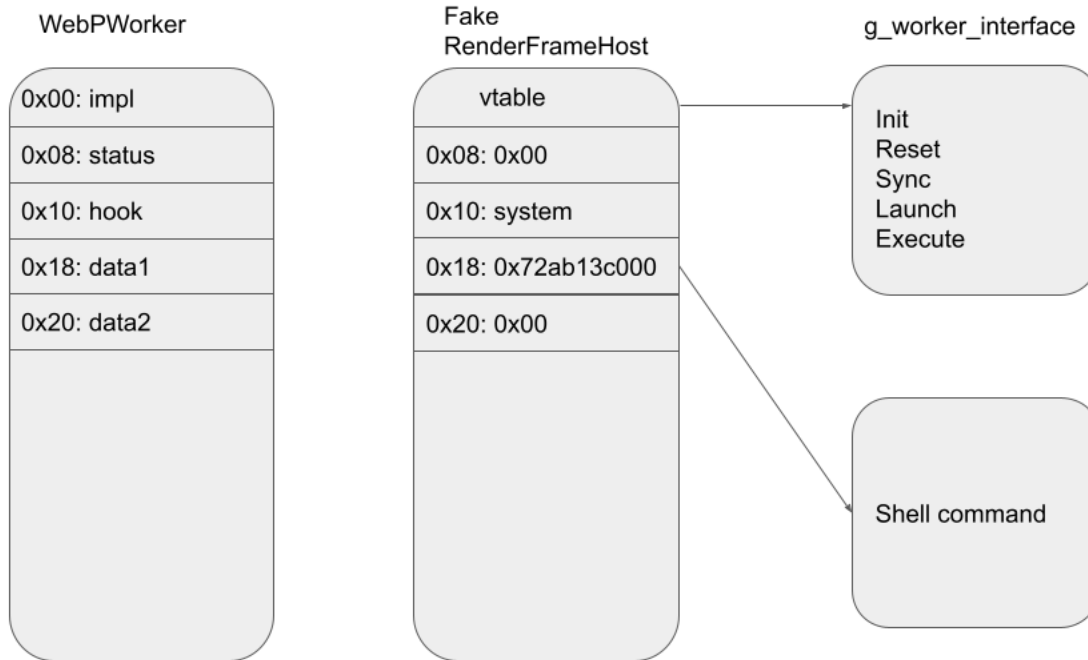 WebPWorker
0x00: impl
0x08: status
0x10: hook
0x18: data1
0x20: data2
Fake
RenderFrameHost
vtable
0x08: 0x00
0x10: system
0x18: 0x72ab13c000
0x20: 0x00
g_worker_interface
Init
Reset
Sync
Launch
Execute
Shell command